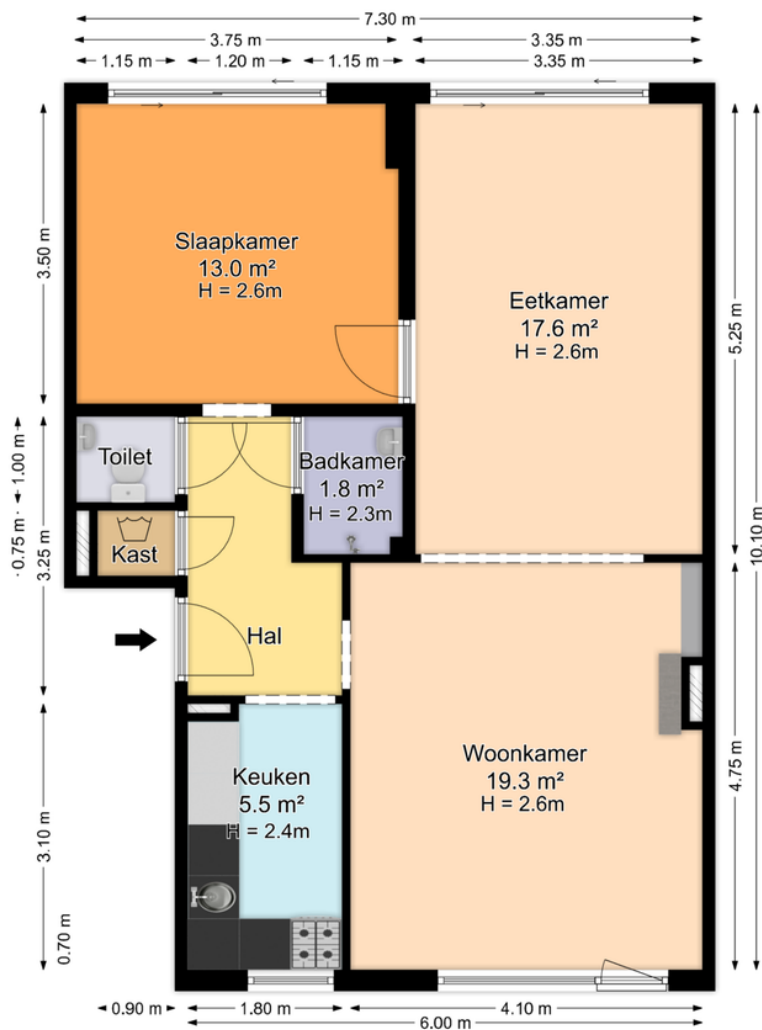 7.30 m
3.75 m
3.35 m
1.15 m
1.20 m
1.15 m
3.35 m
Slaapkamer
13.0 m²
H = 2.6m
Eetkamer
17.6 m²
H = 2.6m
3.50 m
5.25 m
10.10 m
1.00 m
0.75 m
3.25 m
Toilet
Badkamer
1.8 m²
H = 2.3m
Kast
Hal
Keuken
5.5 m²
H = 2.4m
Woonkamer
19.3 m²
H = 2.6m
4.75 m
3.10 m
0.70 m
0.90 m
1.80 m
4.10 m
6.00 m